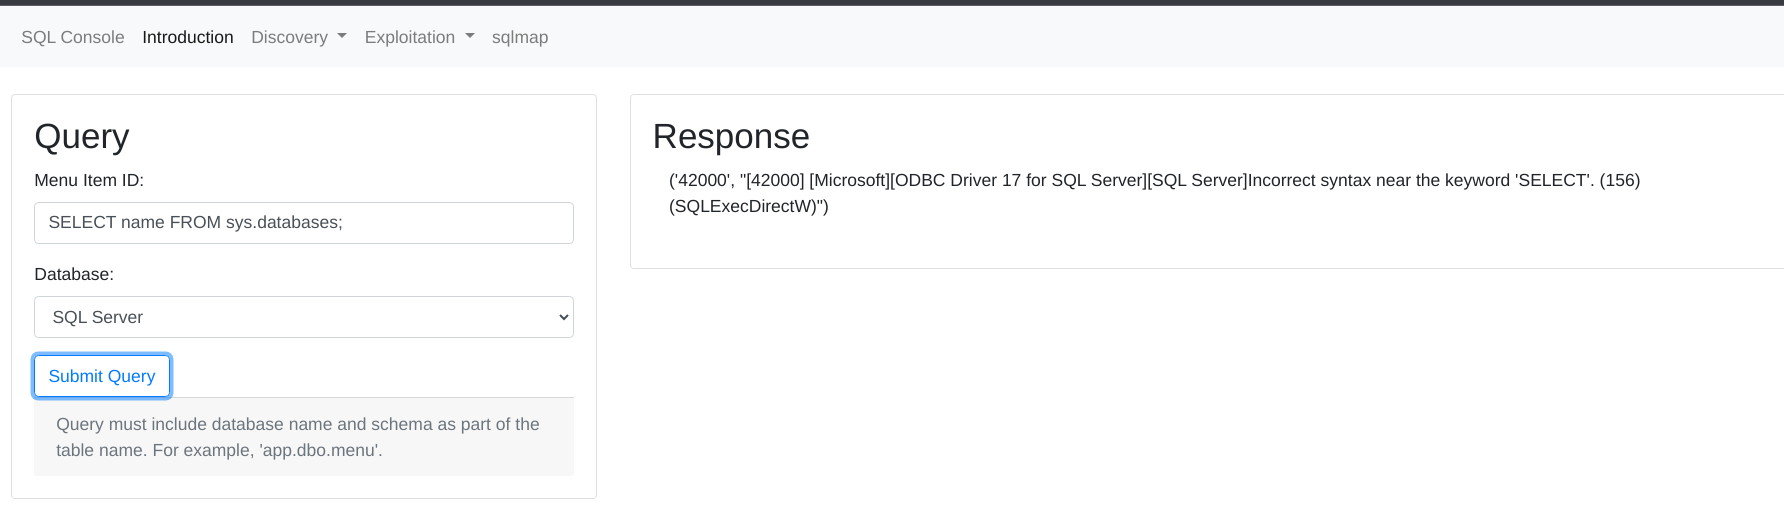 SQL Console Introduction Discovery Exploitation sqlmap
Query
Menu Item ID:
SELECT name FROM sys.databases;
Database:
SQL Server
Submit Query
Query must include database name and schema as part of the
table name. For example, 'app.dbo.menu'.
Response
('42000', "[42000] [Microsoft][ODBC Driver 17 for SQL Server][SQL Server]Incorrect syntax near the keyword 'SELECT'. (156)
(SQLExecDirectW)")